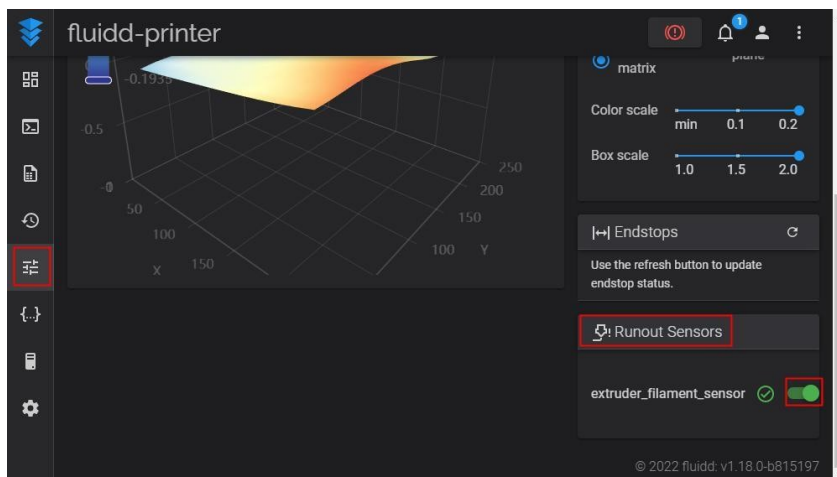 fluidd-printer
1
-0.1935
-0.5
-0
50
100
150
X
250
200
150
100
Y
matrix
plane
Color scale
min 0.1 0.2
Box scale
1.0 1.5 2.0
Endstops
Use the refresh button to update
endstop status.
Runout Sensors
extruder_filament_sensor
{...}
© 2022 fluidd: v1.18.0-b815197